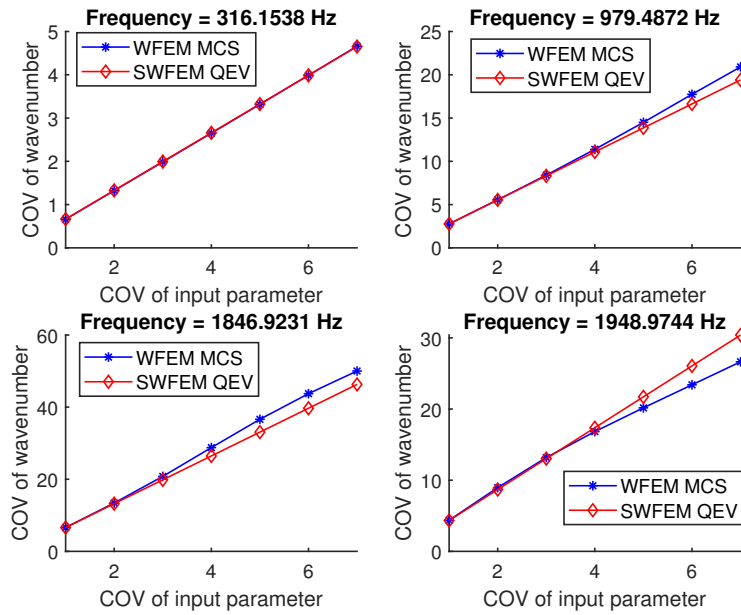 Frequency = 316.1538 Hz
5
4
3
2
1
0
WFEM MCS
SWFEM QEV
2 4 6
COV of wavenumber
COV of input parameter
Frequency = 979.4872 Hz
25
20
15
10
5
0
WFEM MCS
SWFEM QEV
2 4 6
COV of wavenumber
COV of input parameter
Frequency = 1846.9231 Hz
60
40
20
0
WFEM MCS
SWFEM QEV
2 4 6
COV of wavenumber
COV of input parameter
Frequency = 1948.9744 Hz
30
20
10
0
WFEM MCS
SWFEM QEV
2 4 6
COV of wavenumber
COV of input parameter